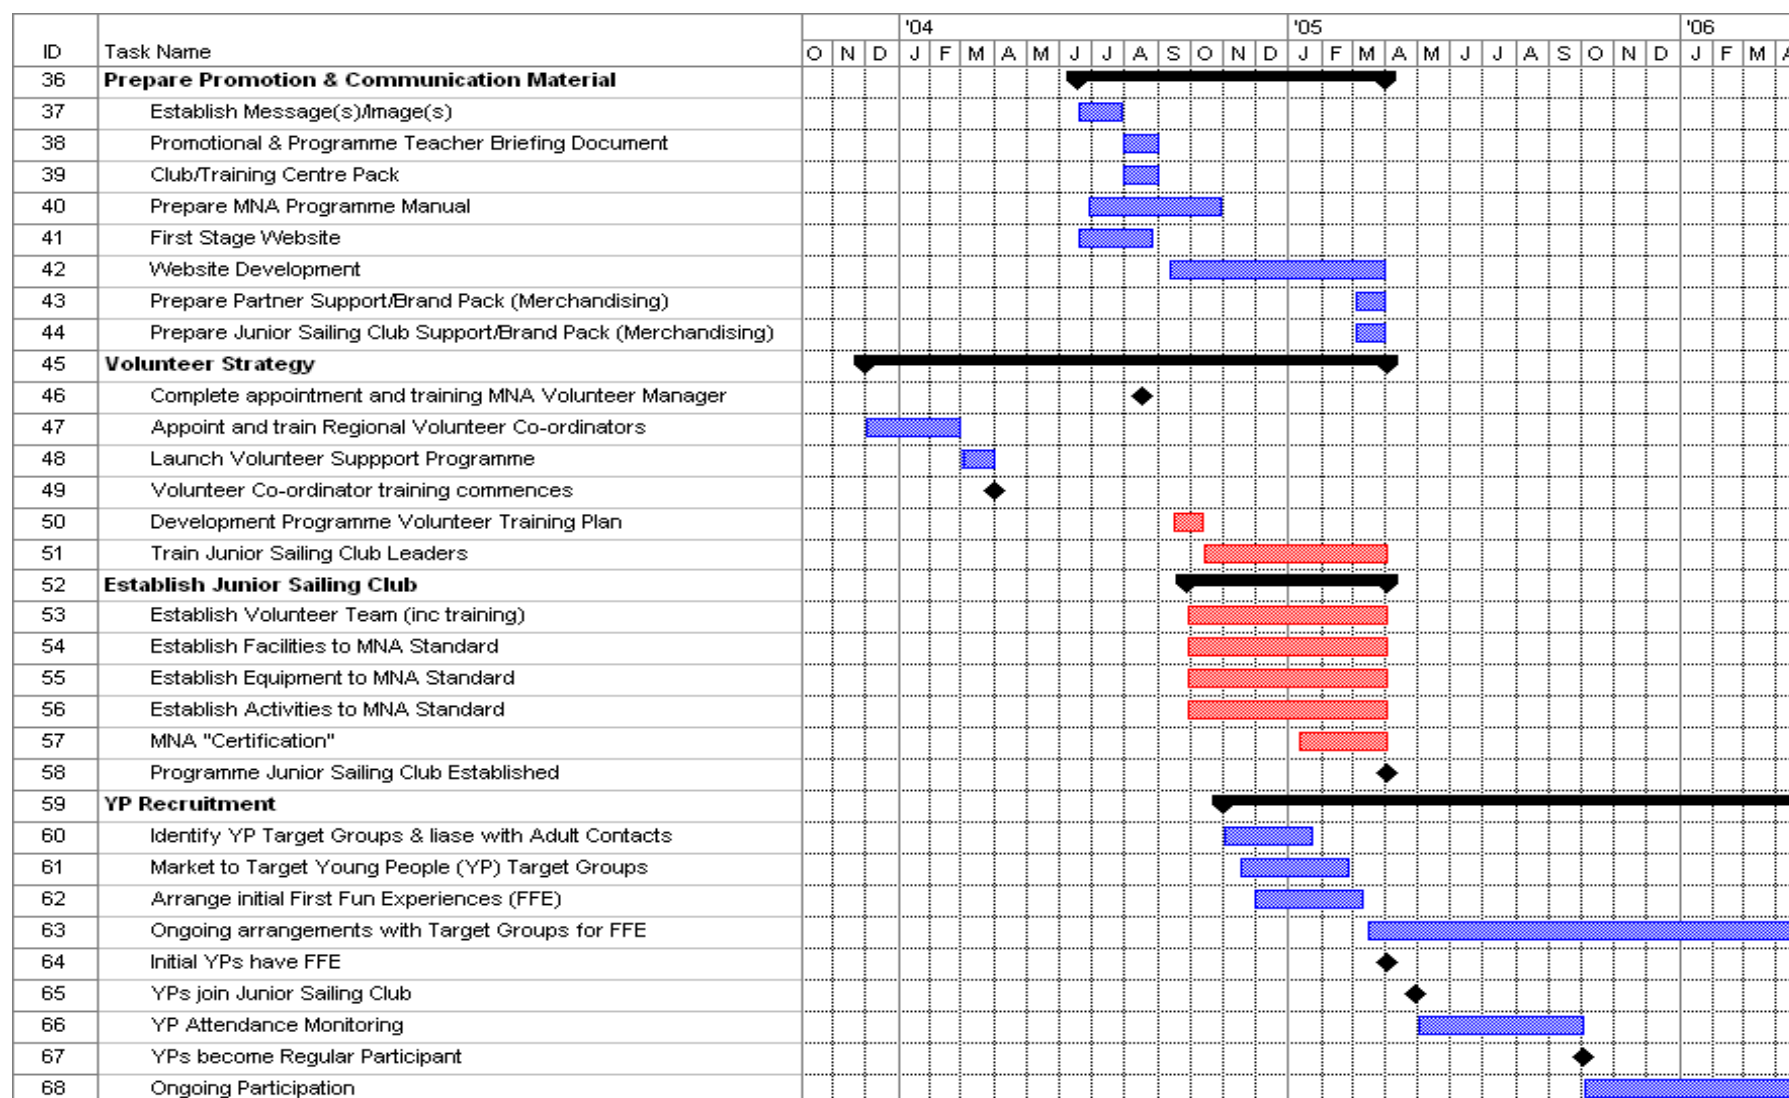 '04 '05 '06
ID Task Name O N D J F M A M J J A S O N D J F M A M J J A S O N D J F M A
36 Prepare Promotion & Communication Material
37 Establish Message(s)/Image(s)
38 Promotional & Programme Teacher Briefing Document
39 Club/Training Centre Pack
40 Prepare MNA Programme Manual
41 First Stage Website
42 Website Development
43 Prepare Partner Support/Brand Pack (Merchandising)
44 Prepare Junior Sailing Club Support/Brand Pack (Merchandising)
45 Volunteer Strategy
46 Complete appointment and training MNA Volunteer Manager
47 Appoint and train Regional Volunteer Co-ordinators
48 Launch Volunteer Suppport Programme
49 Volunteer Co-ordinator training commences
50 Development Programme Volunteer Training Plan
51 Train Junior Sailing Club Leaders
52 Establish Junior Sailing Club
53 Establish Volunteer Team (inc training)
54 Establish Facilities to MNA Standard
55 Establish Equipment to MNA Standard
56 Establish Activities to MNA Standard
57 MNA "Certification"
58 Programme Junior Sailing Club Established
59 YP Recruitment
60 Identify YP Target Groups & liase with Adult Contacts
61 Market to Target Young People (YP) Target Groups
62 Arrange initial First Fun Experiences (FFE)
63 Ongoing arrangements with Target Groups for FFE
64 Initial YPs have FFE
65 YPs join Junior Sailing Club
66 YP Attendance Monitoring
67 YPs become Regular Participant
68 Ongoing Participation